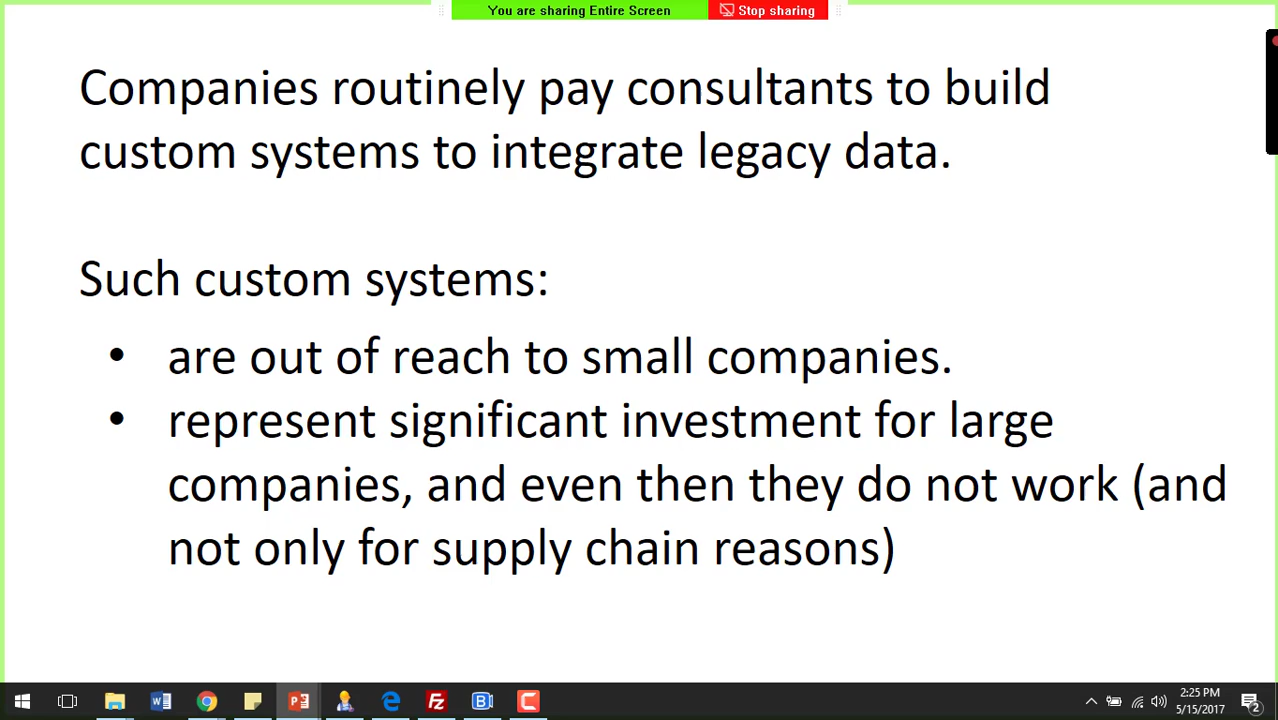 You are sharing Entire Screen Stop sharing
Companies routinely pay consultants to build
custom systems to integrate legacy data.
Such custom systems:
• are out of reach to small companies.
• represent significant investment for large
companies, and even then they do not work (and
not only for supply chain reasons)
2:25 PM
5/15/2017
2